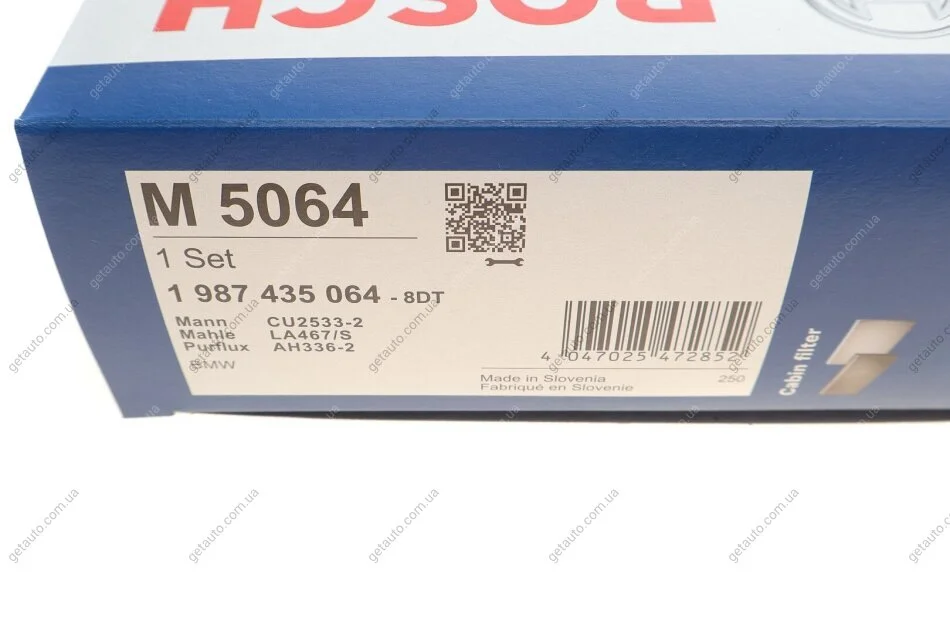 BOSCH
M 5064
1 Set
1 987 435 064 - 8DT
Mann CU2533-2
Mahle LA467/S
Purflux AH336-2
BMW
4 047025 47285
Made in Slovenia 250
Fabriqué en Slovenie
Cabin filter
getauto.com.ua